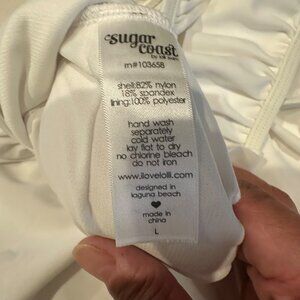 sugar
coast
by lolli swim
m#103658
shell:82% nylon
18% spandex
lining:100% polyester
hand wash
separately
cold water
lay flat to dry
no chlorine bleach
do not iron
www.ilovelolli.com
designed in
laguna beach
made in
china
L